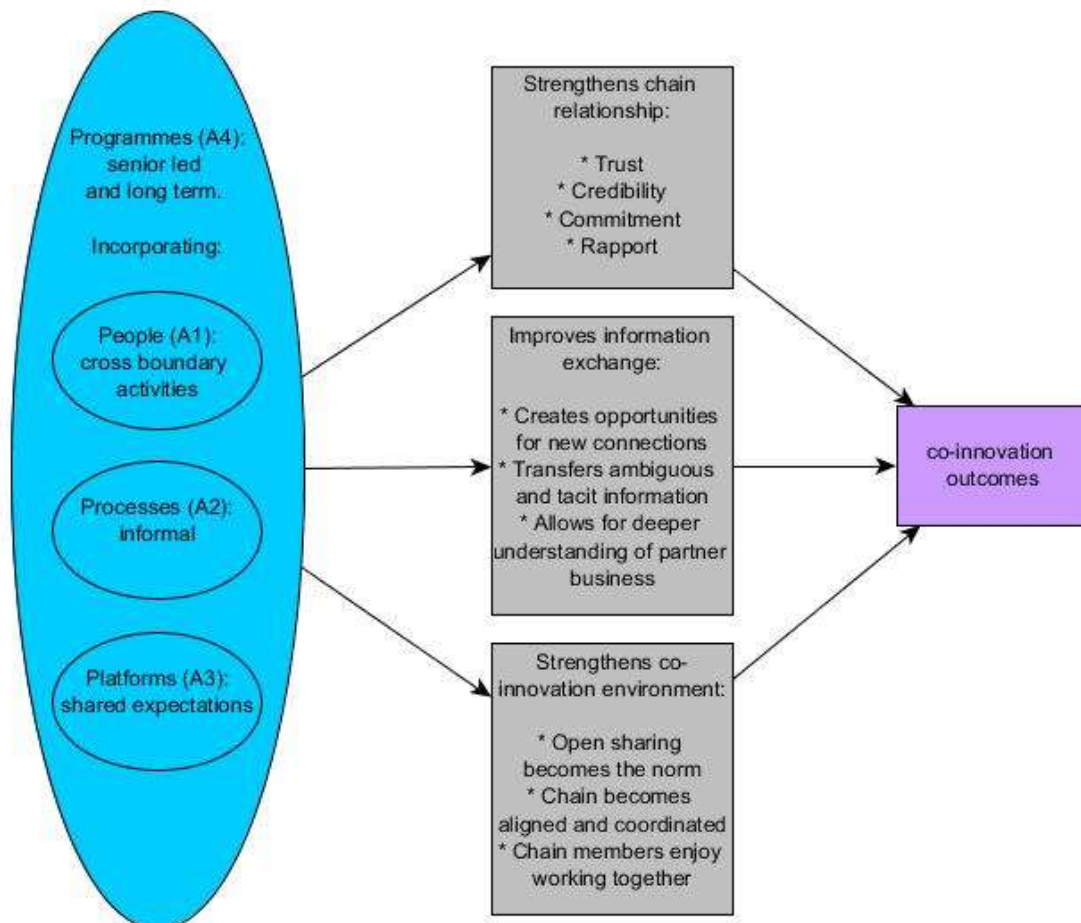 Programmes (A4):
senior led
and long term.
Incorporating:
People (A1):
cross boundary
activities
Processes (A2):
informal
Platforms (A3):
shared expectations
Strengthens chain
relationship:
* Trust
* Credibility
* Commitment
* Rapport
Improves information
exchange:
* Creates opportunities
for new connections
* Transfers ambiguous
and tacit information
* Allows for deeper
understanding of partner
business
Strengthens co-
innovation environment:
* Open sharing
becomes the norm
* Chain becomes
aligned and coordinated
* Chain members enjoy
working together
co-innovation
outcomes